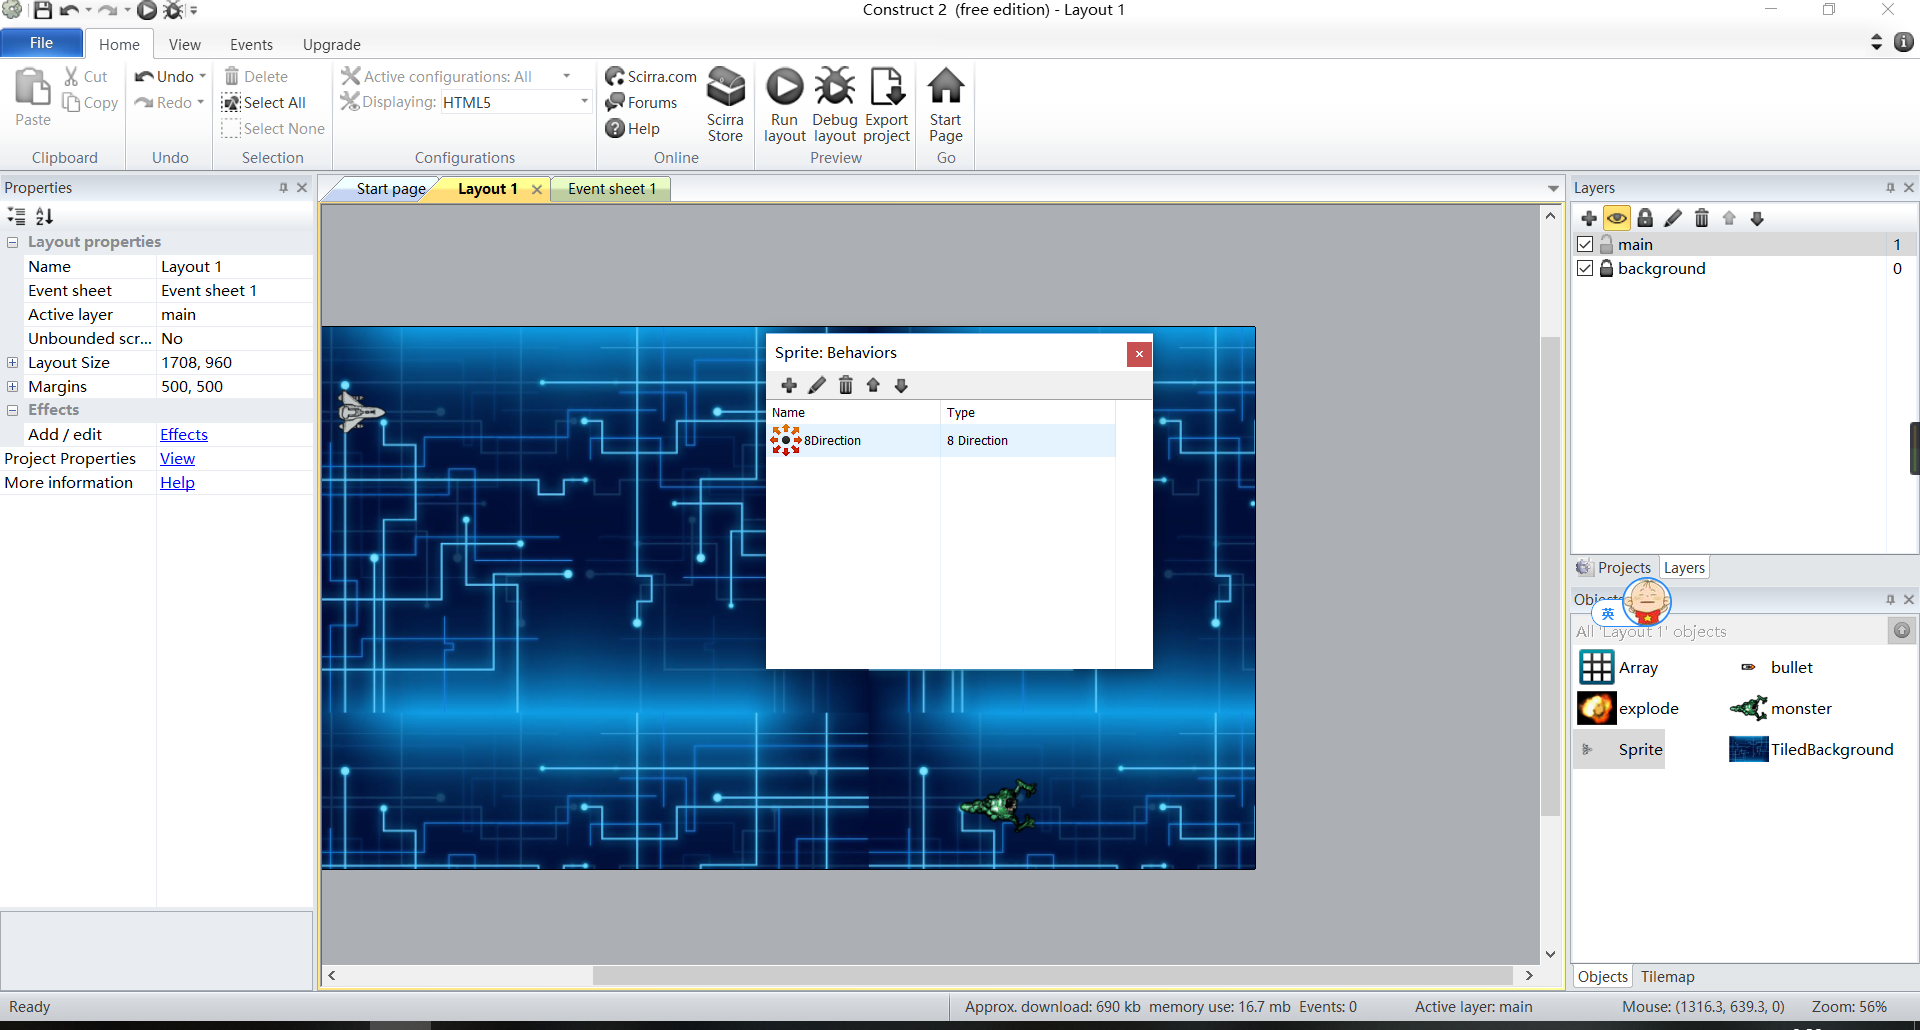 Construct 2  (free edition) - Layout 1
File
Home
View
Events
Upgrade
Paste
Cut
Copy
Clipboard
Undo
Redo
Undo
Delete
Select All
Select None
Selection
Active configurations: All
Displaying: HTML5
Configurations
Scirra.com
Forums
Help
Scirra
Store
Online
Run
layout
Debug
layout
Export
project
Preview
Start
Page
Go
Properties
Layout properties
Name Layout 1
Event sheet Event sheet 1
Active layer main
Unbounded scr... No
Layout Size 1708, 960
Margins 500, 500
Effects
Add / edit Effects
Project Properties View
More information Help
Start page
Layout 1
Event sheet 1
Sprite: Behaviors
Name Type
8Direction 8 Direction
Layers
main 1
background 0
Projects
Layers
英
All 'Layout 1' objects
Array
bullet
explode
monster
Sprite
TiledBackground
Objects
Tilemap
Ready
Approx. download: 690 kb  memory use: 16.7 mb  Events: 0
Active layer: main
Mouse: (1316.3, 639.3, 0)
Zoom: 56%